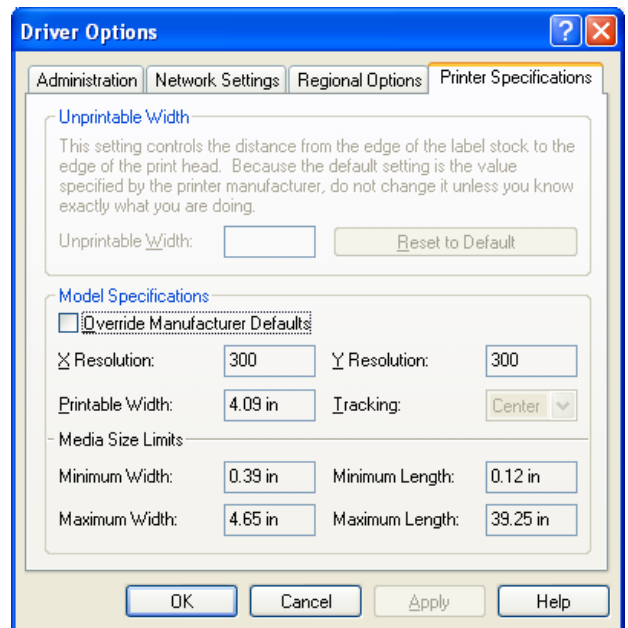 Driver Options
Administration Network Settings Regional Options Printer Specifications
Unprintable Width
This setting controls the distance from the edge of the label stock to the
edge of the print head. Because the default setting is the value
specified by the printer manufacturer, do not change it unless you know
exactly what you are doing.
Unprintable Width: Reset to Default
Model Specifications
Override Manufacturer Defaults
X Resolution: 300 Y Resolution: 300
Printable Width: 4.09 in Tracking: Center
Media Size Limits
Minimum Width: 0.39 in Minimum Length: 0.12 in
Maximum Width: 4.65 in Maximum Length: 39.25 in
OK Cancel Apply Help